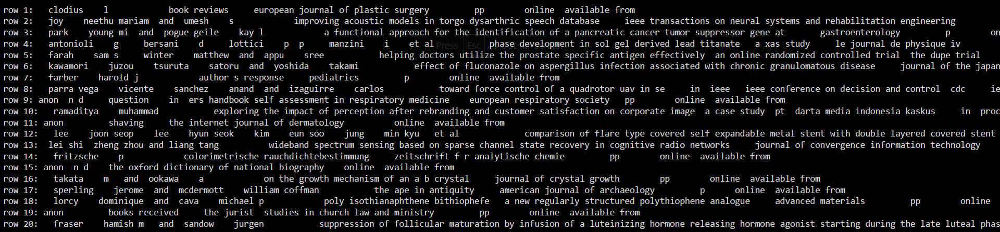 row 1: clodius l book reviews european journal of plastic surgery pp online available from
row 2: joy neethu mariam and umesh s improving acoustic models in torgo dysarthric speech database ieee transactions on neural systems and rehabilitation engineering
row 3: park young mi and pogue geile kay l a functional approach for the identification of a pancreatic cancer tumor suppressor gene at gastroenterology p on
row 4: antonioli g bersani d lottici p p manzini i et al phase development in sol gel derived lead titanate a xas study le journal de physique iv
row 5: farah sam s winter matthew and appu sree helping doctors utilize the prostate specific antigen effectively an online randomized controlled trial the dupe trial
row 6: kawamori juzou tsuruta satoru and yoshida takami effect of fluconazole on aspergillus infection associated with chronic granulomatous disease journal of the japan
row 7: farber harold j author s response pediatrics p online available from
row 8: parra vega vicente sanchez anand and izaguirre carlos toward force control of a quadrotor uav in se in ieee ieee conference on decision and control cdc ie
row 9: anon n d question in ers handbook self assessment in respiratory medicine european respiratory society pp online available from
row 10: ramaditya muhammad exploring the impact of perception after rebranding and customer satisfaction on corporate image a case study pt darta media indonesia kaskus in proc
row 11: anon shaving the internet journal of dermatology online available from
row 12: lee joon seop lee hyun seok kim eun soo jung min kyu et al comparison of flare type covered self expandable metal stent with double layered covered stent
row 13: lei shi zheng zhou and liang tang wideband spectrum sensing based on sparse channel state recovery in cognitive radio networks journal of convergence information technology
row 14: fritzsche p colorimetrische rauchdichtebestimmung zeitschrift f r analytische chemie pp online available from
row 15: anon n d the oxford dictionary of national biography online available from
row 16: takata m and ookawa a on the growth mechanism of an a b crystal journal of crystal growth pp online available from
row 17: sperling jerome and mcdermott william coffman the ape in antiquity american journal of archaeology p online available from
row 18: lorcy dominique and cava michael p poly isothianaphthene bithiophefe a new regularly structured polythiophene analogue advanced materials pp online
row 19: anon books received the jurist studies in church law and ministry pp online available from
row 20: fraser hamish m and sandow jurgen suppression of follicular maturation by infusion of a luteinizing hormone releasing hormone agonist starting during the late luteal phas